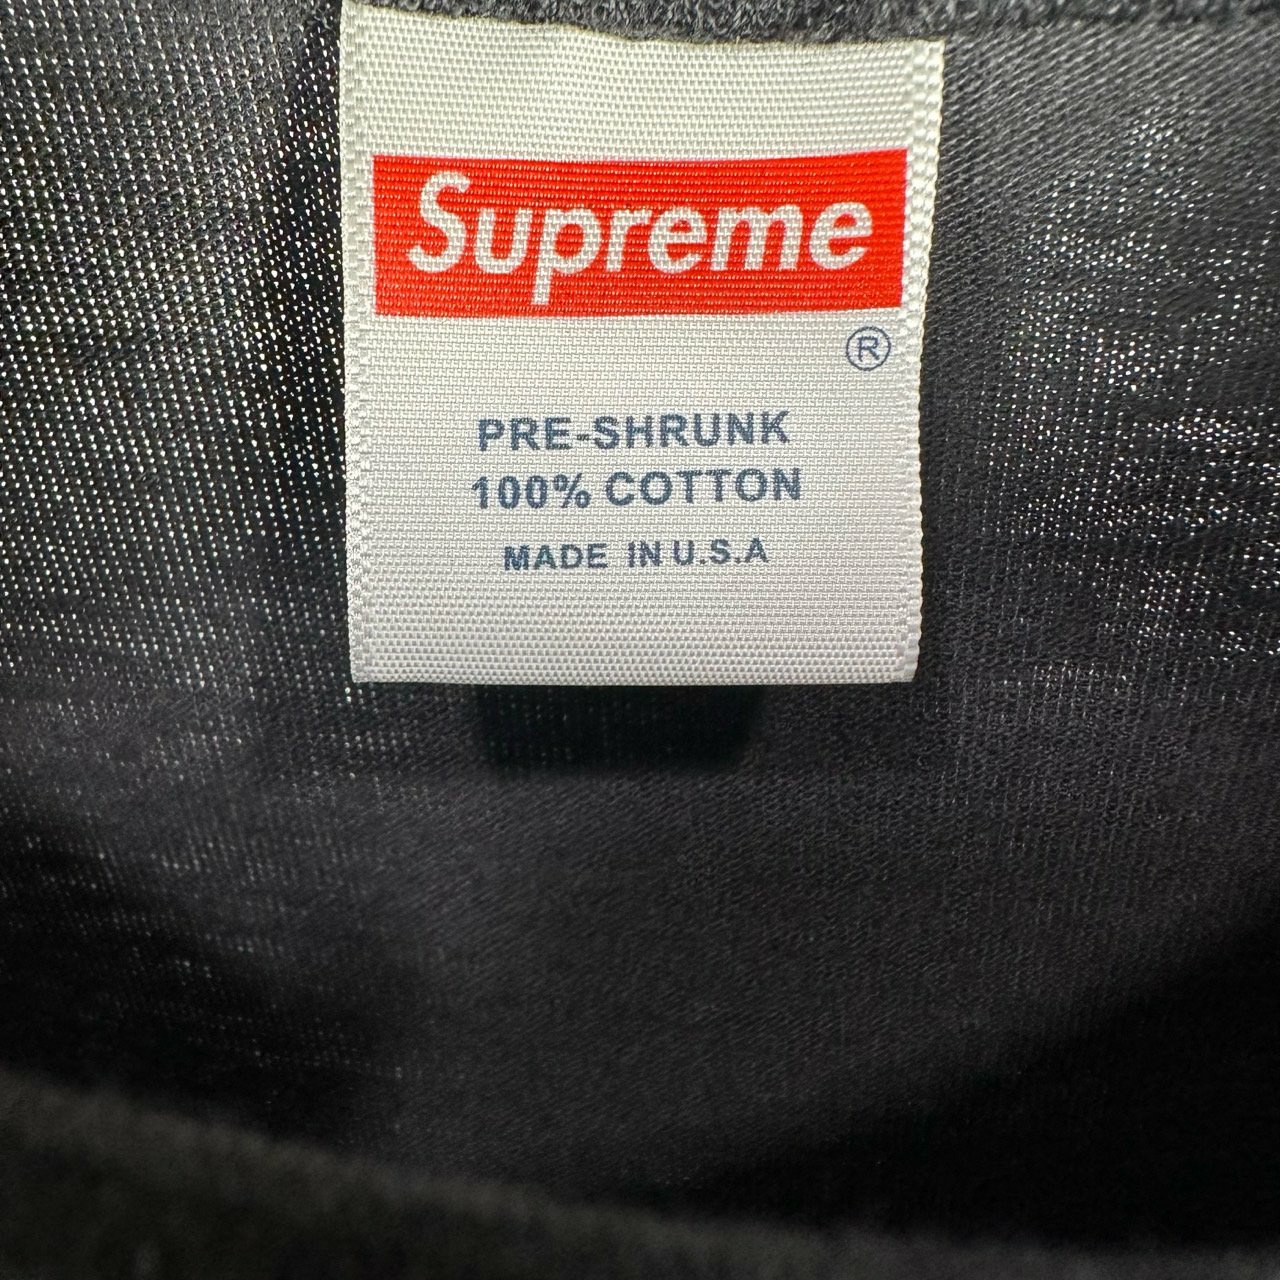 Supreme
®
PRE-SHRUNK
100% COTTON
MADE IN U.S.A